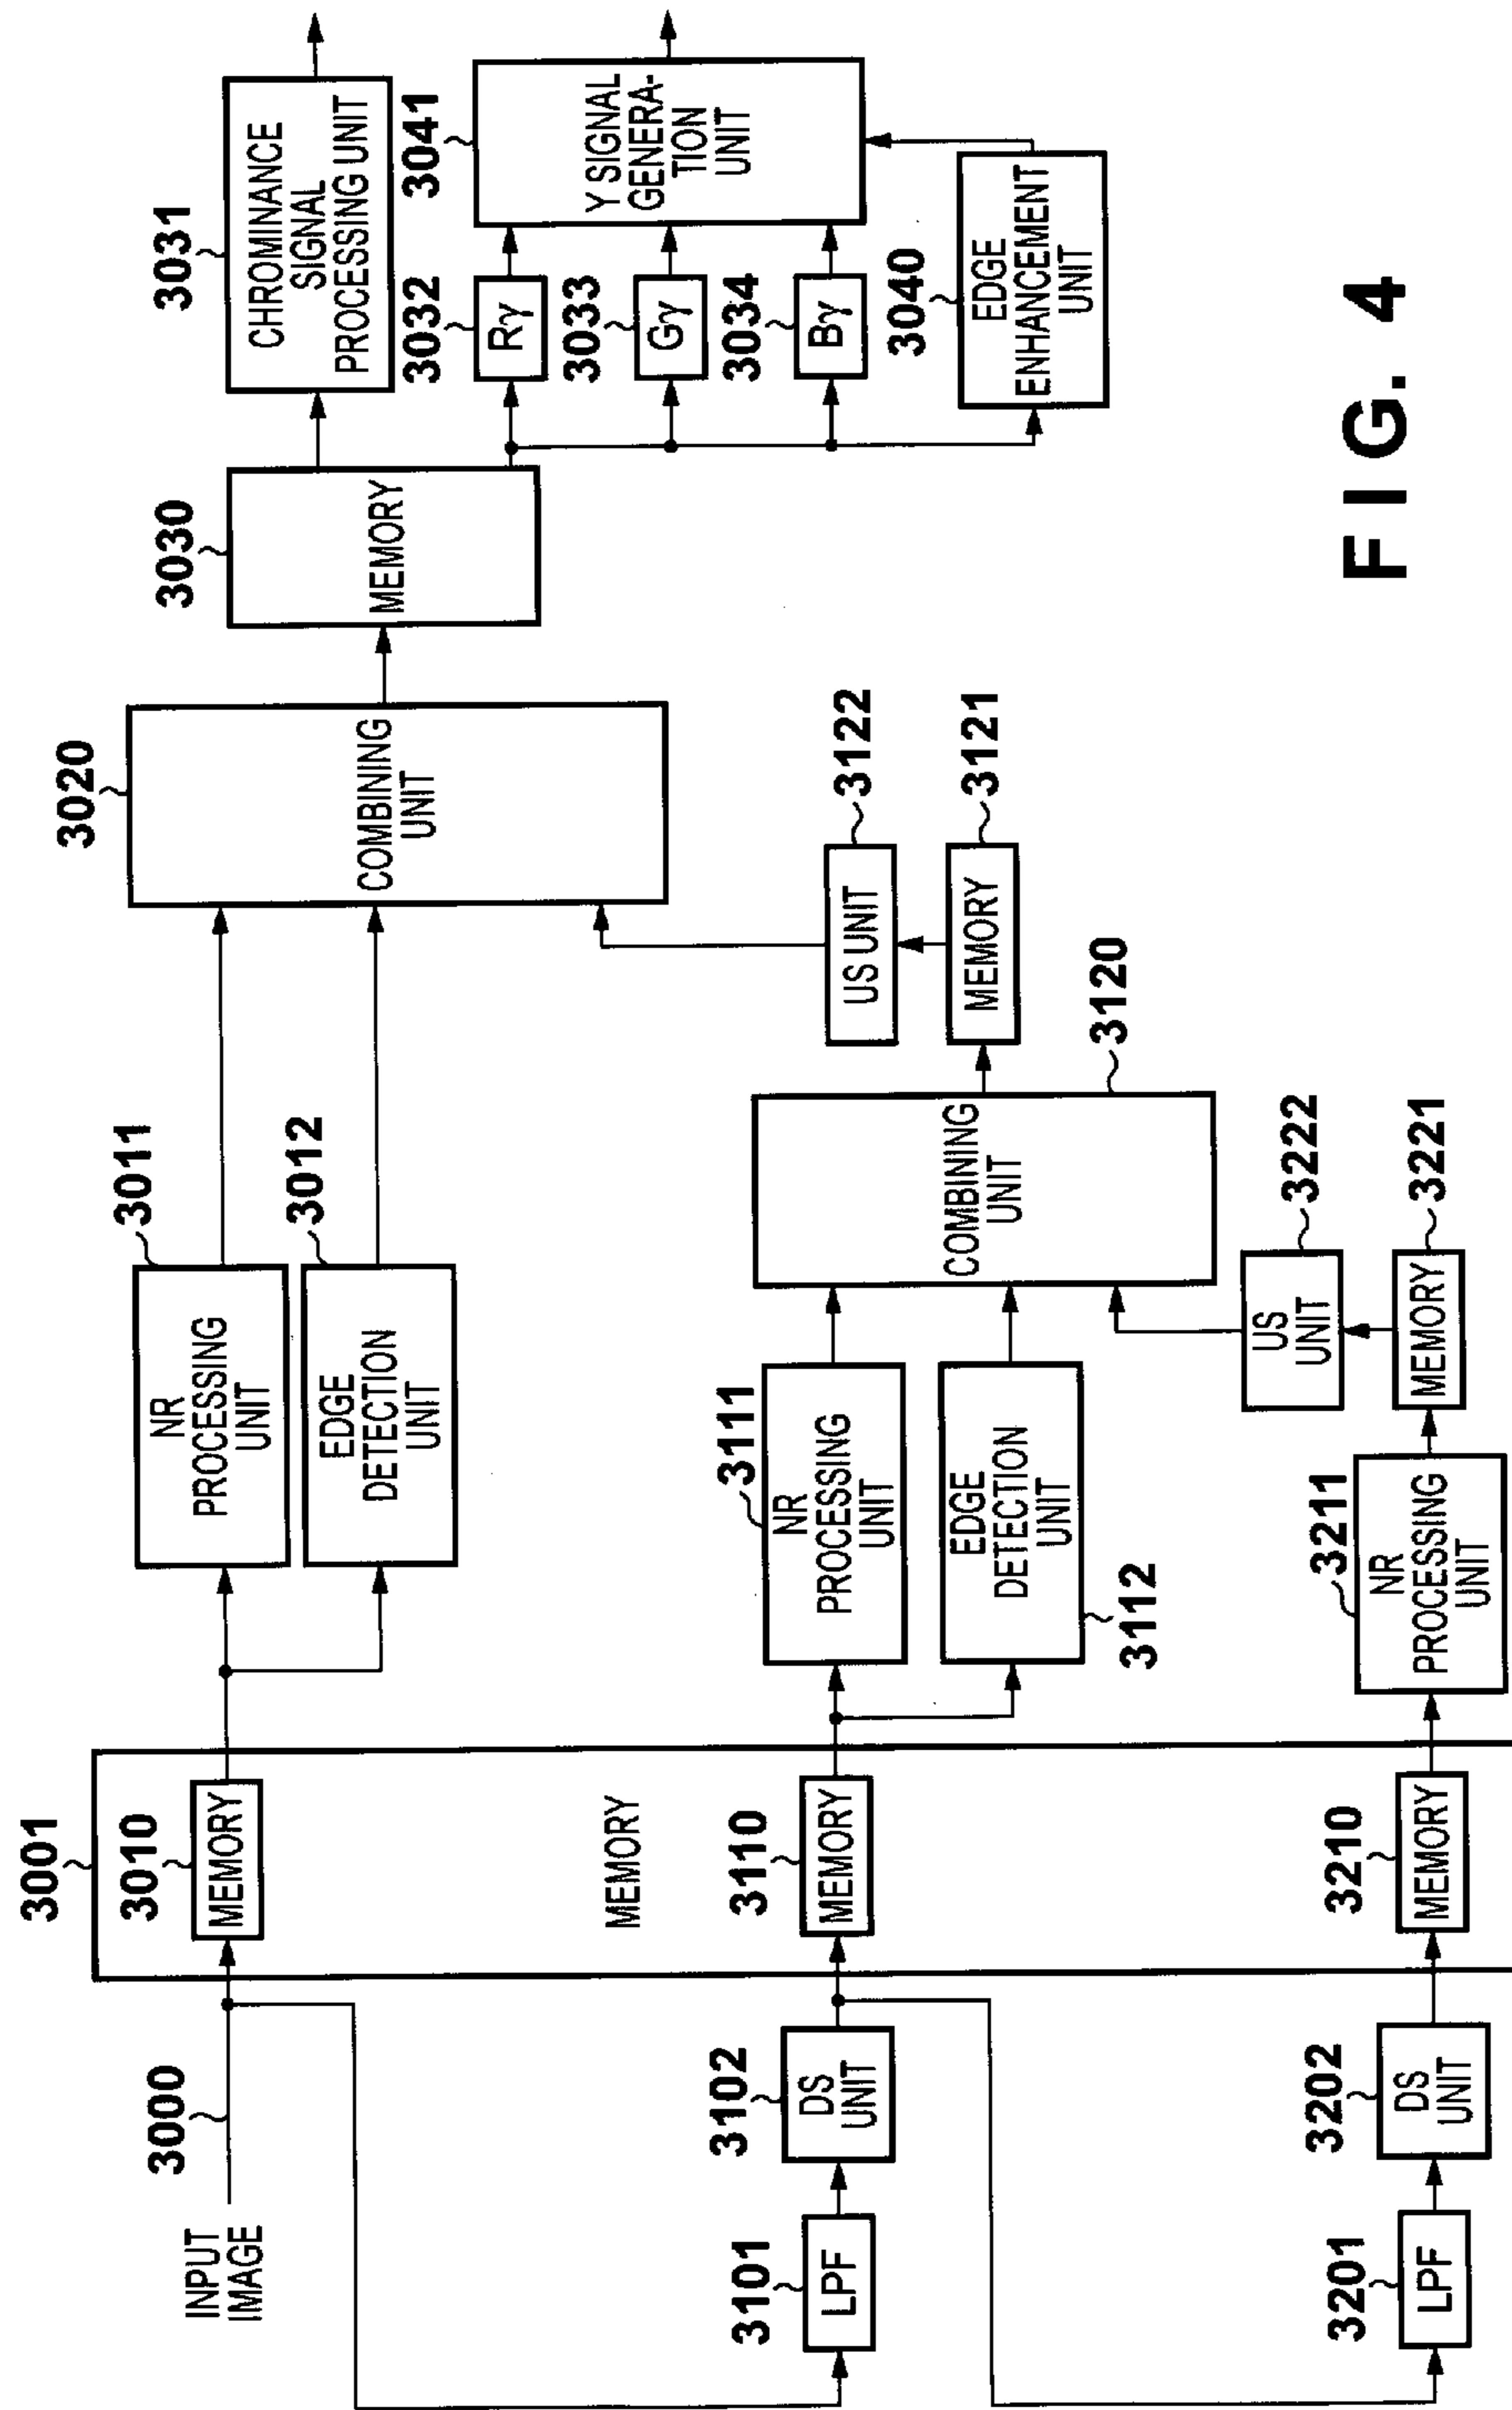 3000
INPUT
IMAGE
3001
3010
MEMORY
MEMORY
3011
NR
PROCESSING
UNIT
3012
EDGE
DETECTION
UNIT
3020
COMBINING
UNIT
3030
MEMORY
3031
CHROMINANCE
SIGNAL
PROCESSING UNIT
3032
Rγ
3033
Gγ
3034
Bγ
3041
Y SIGNAL
GENERA-
TION
UNIT
3040
EDGE
ENHANCEMENT
UNIT
3101
LPF
3102
DS
UNIT
3110
MEMORY
3111
NR
PROCESSING
UNIT
EDGE
DETECTION
UNIT
3112
COMBINING
UNIT
3120
3122
US UNIT
3121
MEMORY
3201
LPF
3202
DS
UNIT
3210
MEMORY
3211
NR
PROCESSING
UNIT
3222
US
UNIT
3221
MEMORY
FIG. 4